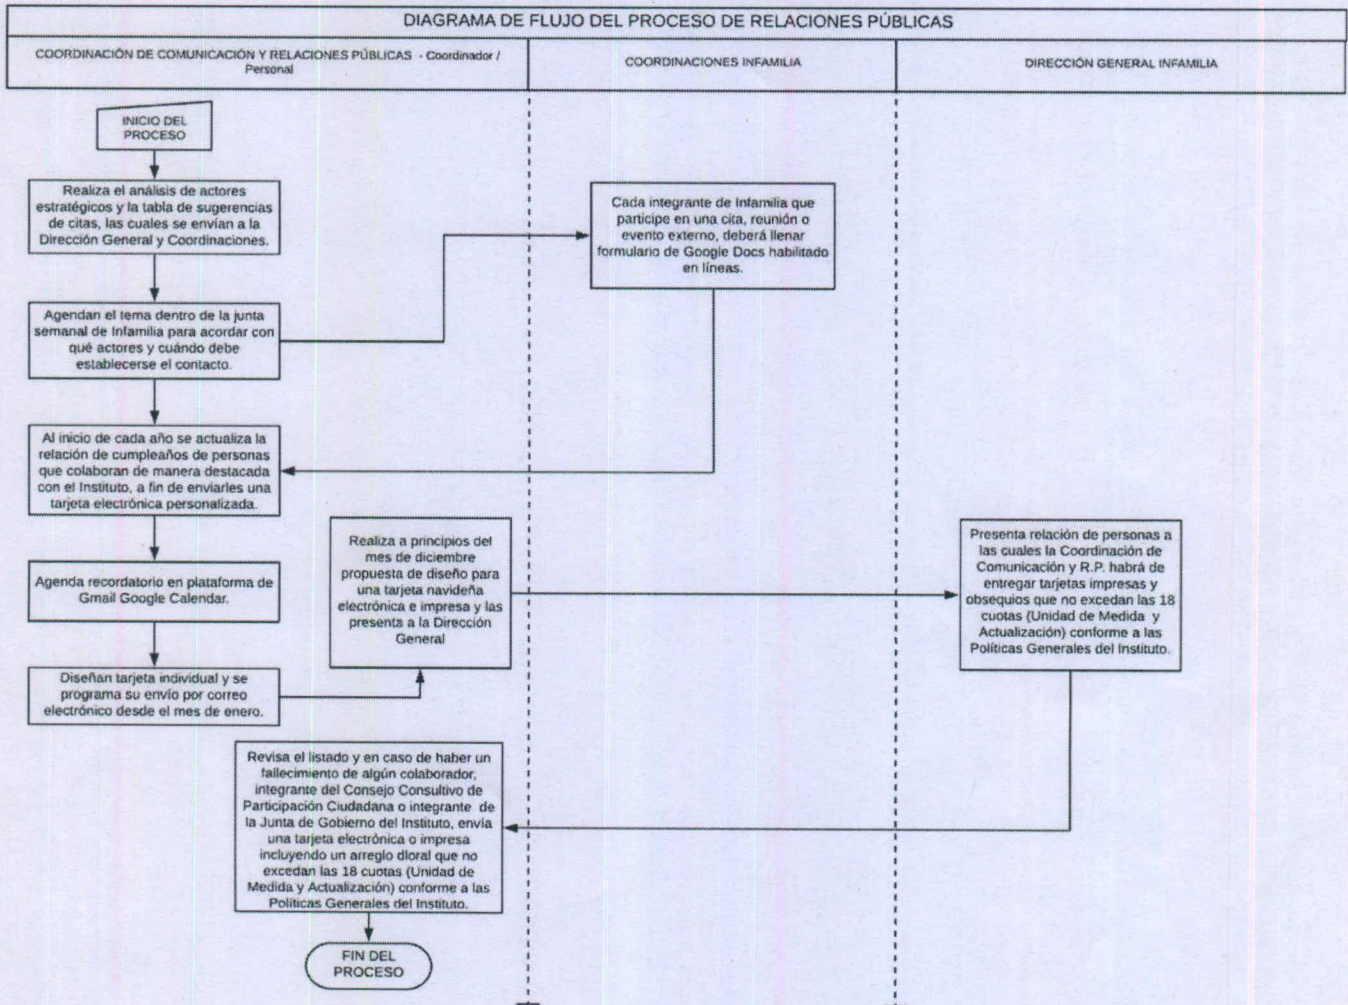 DIAGRAMA DE FLUJO DEL PROCESO DE RELACIONES PÚBLICAS
COORDINACIÓN DE COMUNICACIÓN Y RELACIONES PÚBLICAS - Coordinador /
Personal
COORDINACIONES INFAMILIA
DIRECCIÓN GENERAL INFAMILIA
INICIO DEL
PROCESO
Realiza el análisis de actores
estratégicos y la tabla de sugerencias
de citas, las cuales se envían a la
Dirección General y Coordinaciones.
Cada integrante de Infamilia que
participe en una cita, reunión o
evento externo, deberá llenar
formulario de Google Docs habilitado
en líneas.
Agendan el tema dentro de la junta
semanal de Infamilia para acordar con
qué actores y cuándo debe
establecerse el contacto.
Al inicio de cada año se actualiza la
relación de cumpleaños de personas
que colaboran de manera destacada
con el Instituto, a fin de enviarles una
tarjeta electrónica personalizada.
Agenda recordatorio en plataforma de
Gmail Google Calendar.
Diseñan tarjeta individual y se
programa su envío por correo
electrónico desde el mes de enero.
Realiza a principios del
mes de diciembre
propuesta de diseño para
una tarjeta navideña
electrónica e impresa y las
presenta a la Dirección
General
Presenta relación de personas a
las cuales la Coordinación de
Comunicación y R.P. habrá de
entregar tarjetas impresas y
obsequios que no excedan las 18
cuotas (Unidad de Medida y
Actualización) conforme a las
Políticas Generales del Instituto.
Revisa el listado y en caso de haber un
fallecimiento de algún colaborador,
integrante del Consejo Consultivo de
Participación Ciudadana o integrante de
la Junta de Gobierno del Instituto, envía
una tarjeta electrónica o impresa
incluyendo un arreglo dloral que no
excedan las 18 cuotas (Unidad de
Medida y Actualización) conforme a las
Políticas Generales del Instituto.
FIN DEL
PROCESO